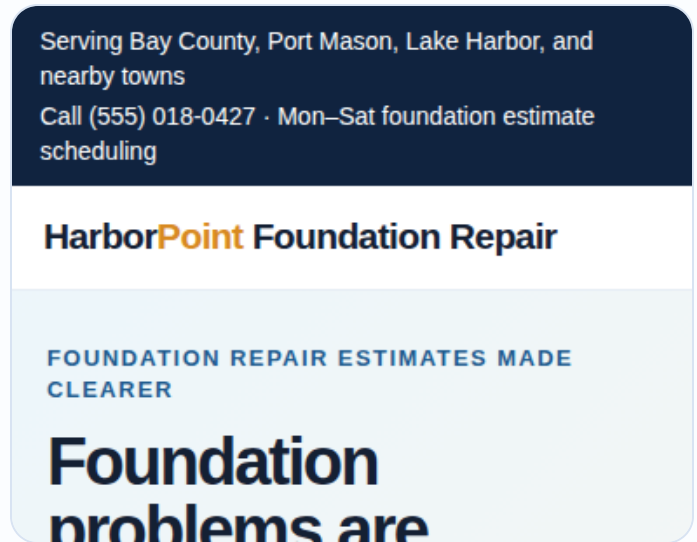 Serving Bay County, Port Mason, Lake Harbor, and
nearby towns
Call (555) 018-0427 · Mon–Sat foundation estimate
scheduling
HarborPoint Foundation Repair
FOUNDATION REPAIR ESTIMATES MADE
CLEARER
Foundation
problems are